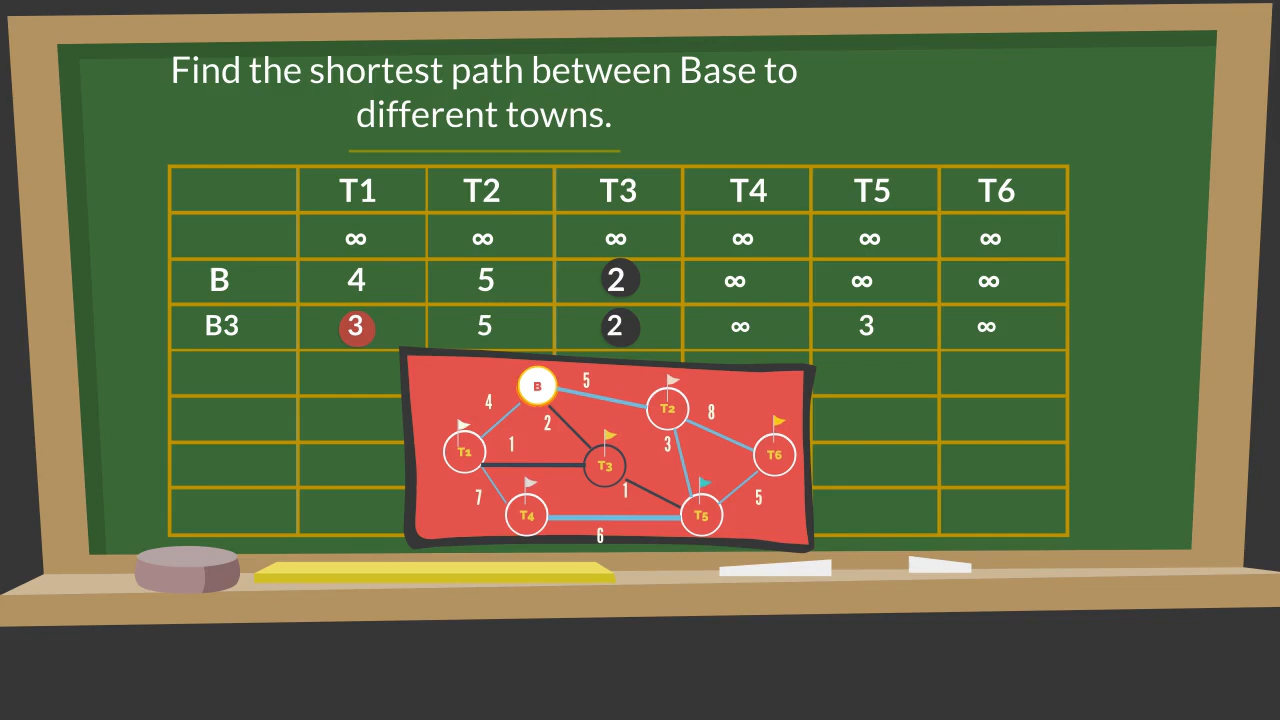 Find the shortest path between Base to
different towns.
T1 T2 T3 T4 T5 T6
∞ ∞ ∞ ∞ ∞ ∞
B 4 5 2 ∞ ∞ ∞
B3 3 5 2 ∞ 3 ∞
B 5
4 2 T2 8
T1 1 T3 3 T6
7 T4 1 T5 5
6